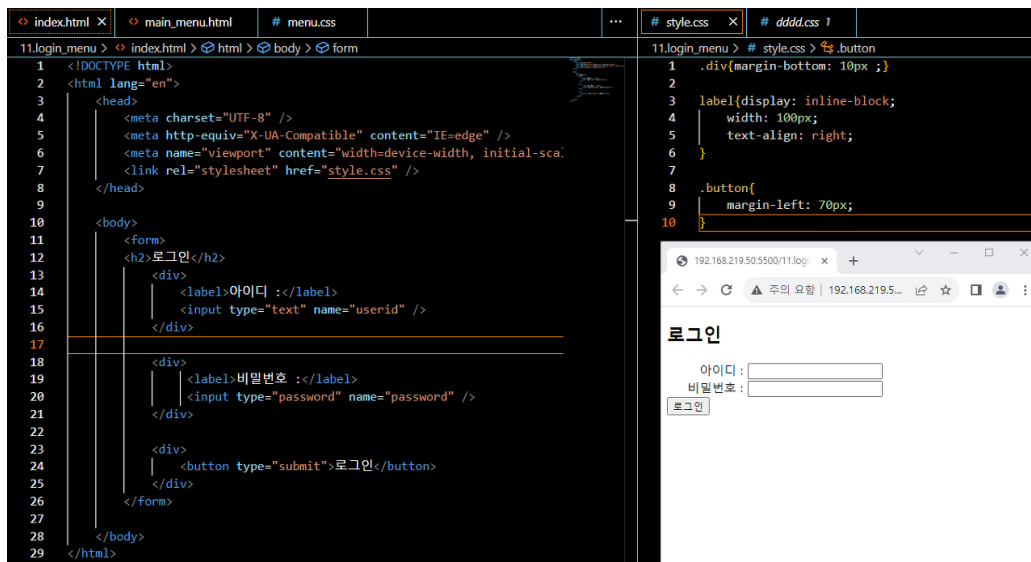 index.html
main_menu.html
# menu.css
...
# style.css
# dddd.css 1
11.login_menu > index.html > html > body > form
11.login_menu > # style.css > .button
1 <!DOCTYPE html>
2 <html lang="en">
3 <head>
4 <meta charset="UTF-8" />
5 <meta http-equiv="X-UA-Compatible" content="IE=edge" />
6 <meta name="viewport" content="width=device-width, initial-scal
7 <link rel="stylesheet" href="style.css" />
8 </head>
9
10 <body>
11 <form>
12 <h2>로그인</h2>
13 <div>
14 <label>아이디 :</label>
15 <input type="text" name="userid" />
16 </div>
17
18 <div>
19 <label>비밀번호 :</label>
20 <input type="password" name="password" />
21 </div>
22
23 <div>
24 <button type="submit">로그인</button>
25 </div>
26 </form>
27
28 </body>
29 </html>
1 .div{margin-bottom: 10px ;}
2
3 label{display: inline-block;
4 width: 100px;
5 text-align: right;
6 }
7
8 .button{
9 margin-left: 70px;
10 }
192.168.219.50:5500/11.logi
주의 요함 | 192.168.219.5...
로그인
아이디 :
비밀번호 :
로그인